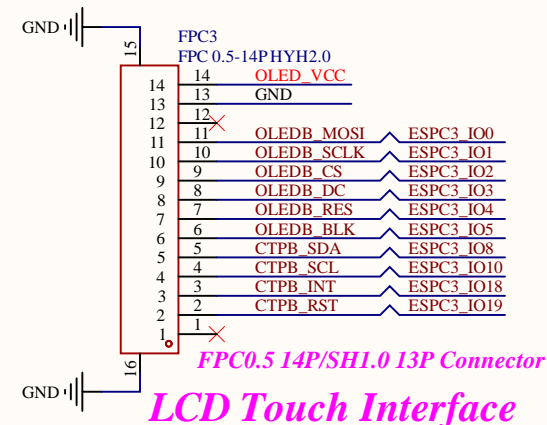 GND
15
FPC3
FPC 0.5-14P HYH2.0
14 14 OLED_VCC
13 13 GND
12 12
11 11 OLEDB_MOSI ESPC3_IO0
10 10 OLEDB_SCLK ESPC3_IO1
9 9 OLEDB_CS ESPC3_IO2
8 8 OLEDB_DC ESPC3_IO3
7 7 OLEDB_RES ESPC3_IO4
6 6 OLEDB_BLK ESPC3_IO5
5 5 CTPB_SDA ESPC3_IO8
4 4 CTPB_SCL ESPC3_IO10
3 3 CTPB_INT ESPC3_IO18
2 2 CTPB_RST ESPC3_IO19
1 1
FPC0.5 14P/SH1.0 13P Connector
16
GND
LCD Touch Interface